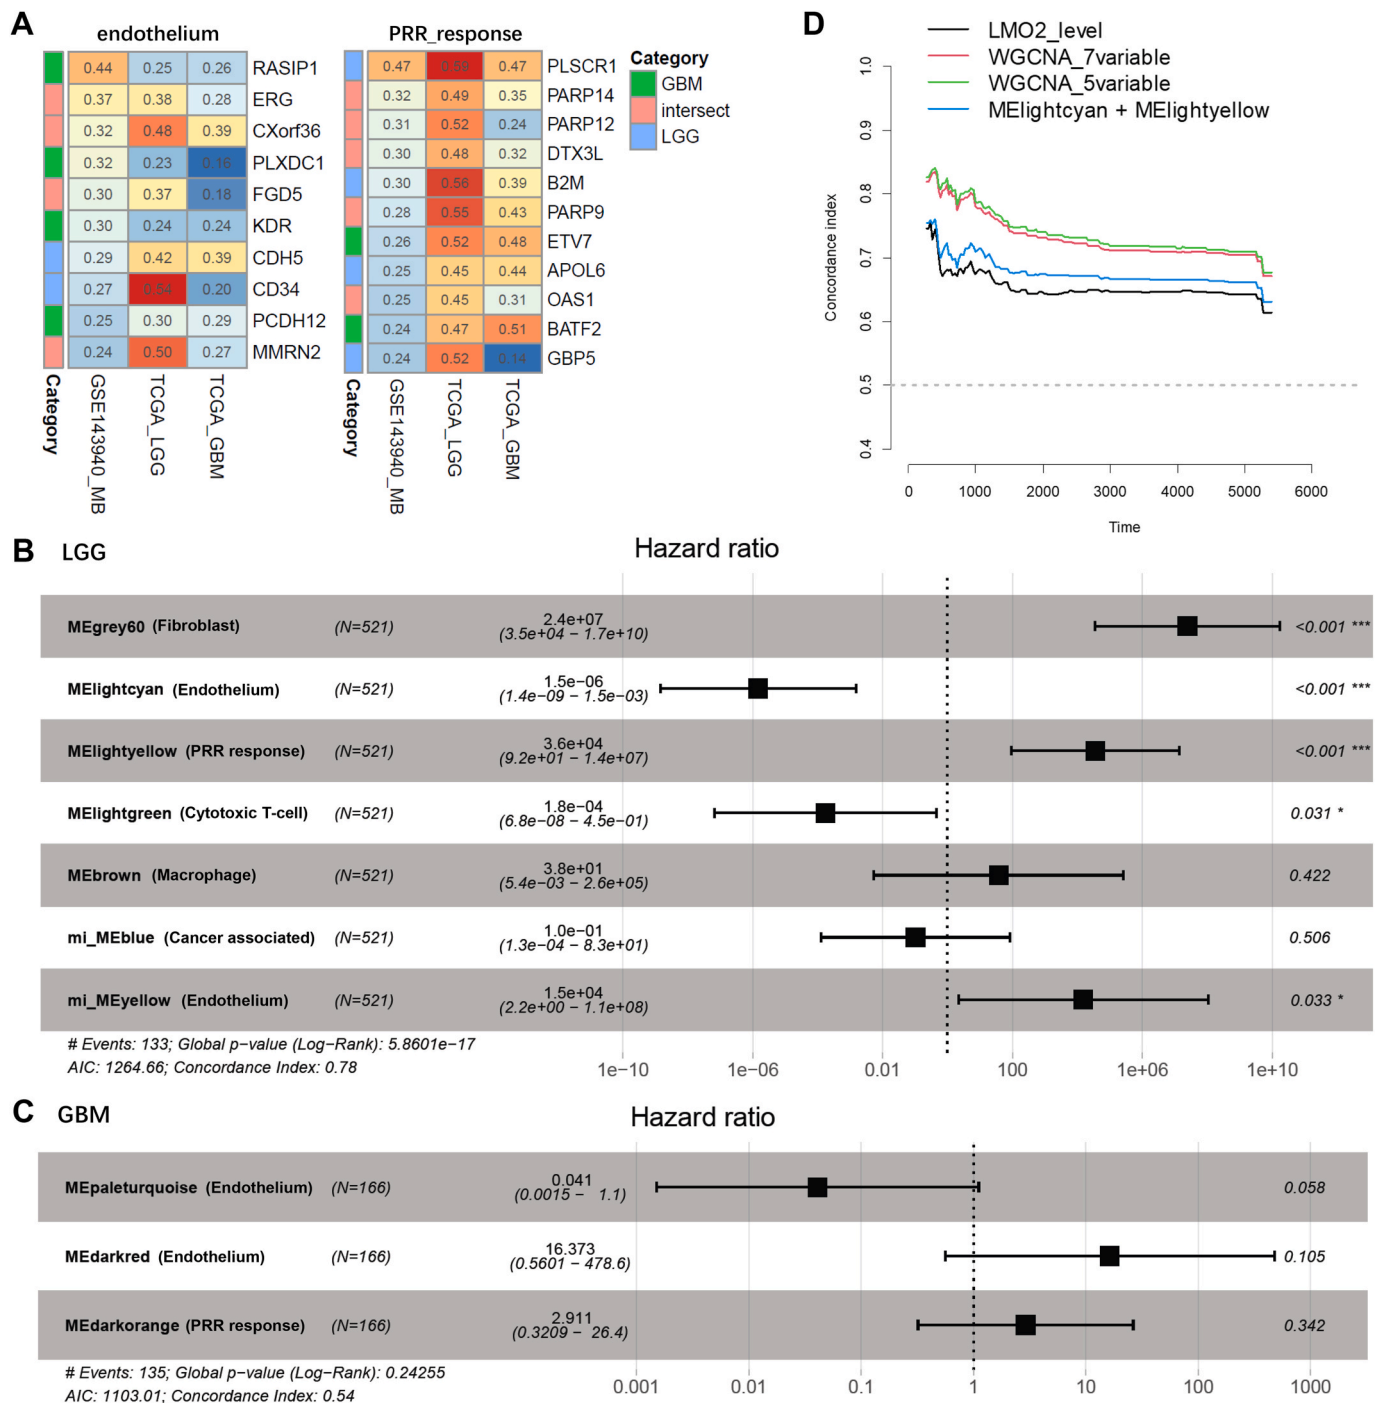 A
endothelium
PRR_response
0.44 0.25 0.26 RASIP1
0.37 0.38 0.28 ERG
0.32 0.48 0.39 CXorf36
0.32 0.23 0.16 PLXDC1
0.30 0.37 0.18 FGD5
0.30 0.24 0.24 KDR
0.29 0.42 0.39 CDH5
0.27 0.54 0.20 CD34
0.25 0.30 0.29 PCDH12
0.24 0.50 0.27 MMRN2
Category
GSE143940_MB
TCGA_LGG
TCGA_GBM
0.47 0.59 0.47 PLSCR1
0.32 0.49 0.35 PARP14
0.31 0.52 0.24 PARP12
0.30 0.48 0.32 DTX3L
0.30 0.56 0.39 B2M
0.28 0.55 0.43 PARP9
0.26 0.52 0.48 ETV7
0.25 0.45 0.44 APOL6
0.25 0.45 0.31 OAS1
0.24 0.47 0.51 BATF2
0.24 0.52 0.14 GBP5
Category
GSE143940_MB
TCGA_LGG
TCGA_GBM
Category
GBM
intersect
LGG
D
LMO2_level
WGCNA_7variable
WGCNA_5variable
MElightcyan + MElightyellow
Concordance index
1.0
0.9
0.8
0.7
0.6
0.5
0.4
0 1000 2000 3000 4000 5000 6000
Time
B LGG
Hazard ratio
MEgrey60 (Fibroblast) (N=521) 2.4e+07 (3.5e+04 − 1.7e+10) <0.001 ***
MElightcyan (Endothelium) (N=521) 1.5e−06 (1.4e−09 − 1.5e−03) <0.001 ***
MElightyellow (PRR response) (N=521) 3.6e+04 (9.2e+01 − 1.4e+07) <0.001 ***
MElightgreen (Cytotoxic T-cell) (N=521) 1.8e−04 (6.8e−08 − 4.5e−01) 0.031 *
MEbrown (Macrophage) (N=521) 3.8e+01 (5.4e−03 − 2.6e+05) 0.422
mi_MEblue (Cancer associated) (N=521) 1.0e−01 (1.3e−04 − 8.3e+01) 0.506
mi_MEyellow (Endothelium) (N=521) 1.5e+04 (2.2e+00 − 1.1e+08) 0.033 *
# Events: 133; Global p−value (Log−Rank): 5.8601e−17
AIC: 1264.66; Concordance Index: 0.78
1e−10 1e−06 0.01 100 1e+06 1e+10
C GBM
Hazard ratio
MEpaleturquoise (Endothelium) (N=166) 0.041 (0.0015 − 1.1) 0.058
MEdarkred (Endothelium) (N=166) 16.373 (0.5601 − 478.6) 0.105
MEdarkorange (PRR response) (N=166) 2.911 (0.3209 − 26.4) 0.342
# Events: 135; Global p−value (Log−Rank): 0.24255
AIC: 1103.01; Concordance Index: 0.54
0.001 0.01 0.1 1 10 100 1000